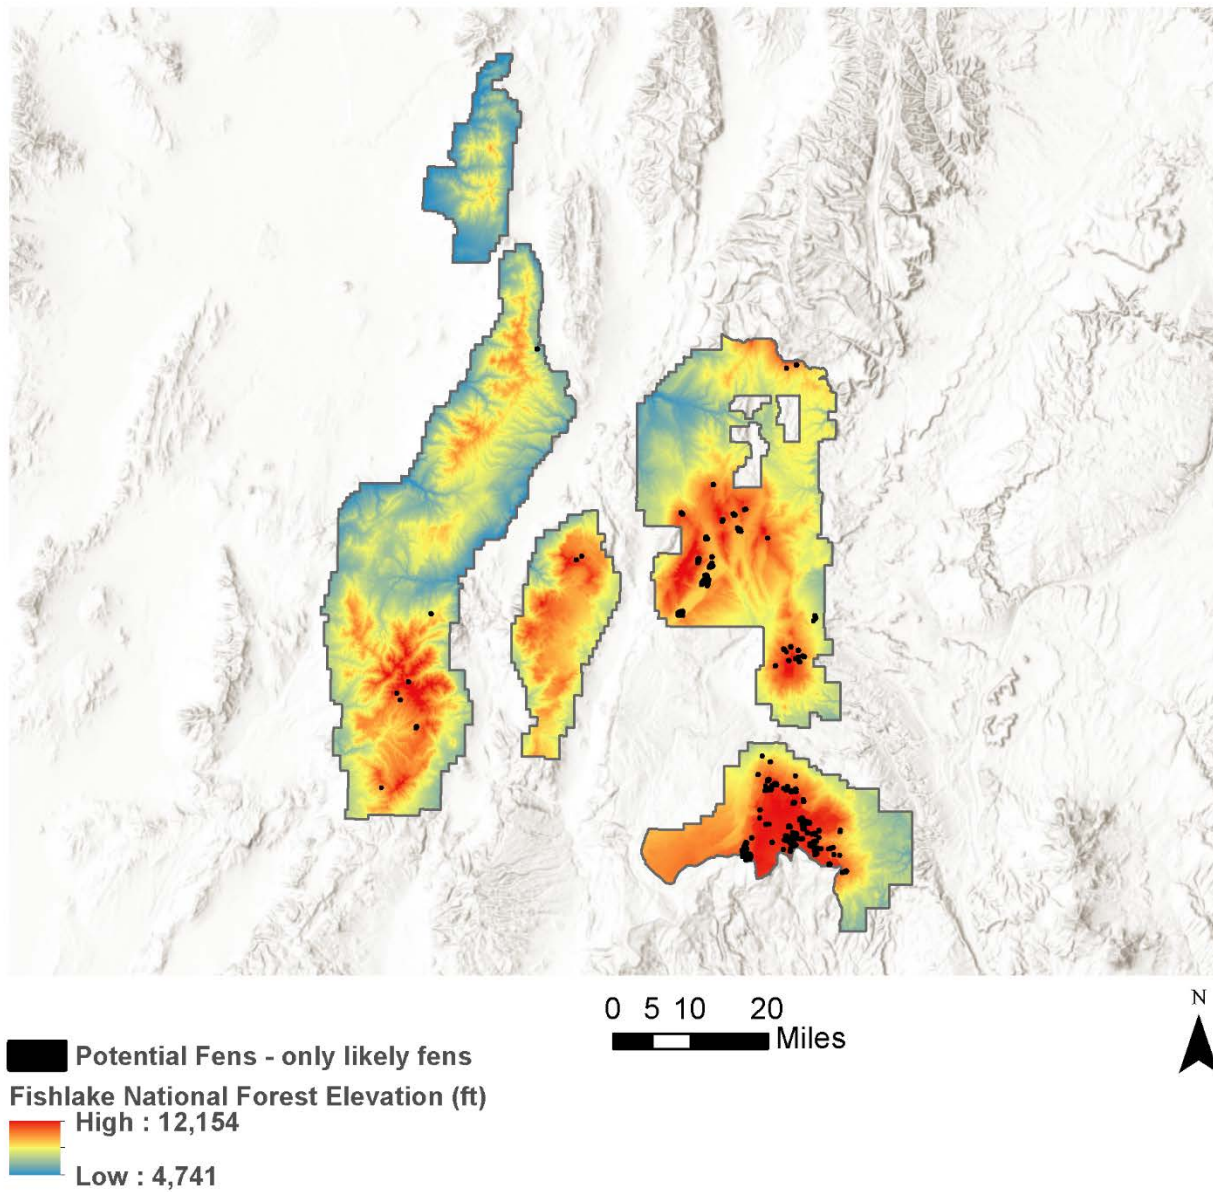 0 5 10 20
Miles
N
Potential Fens - only likely fens
Fishlake National Forest Elevation (ft)
High : 12,154
Low : 4,741